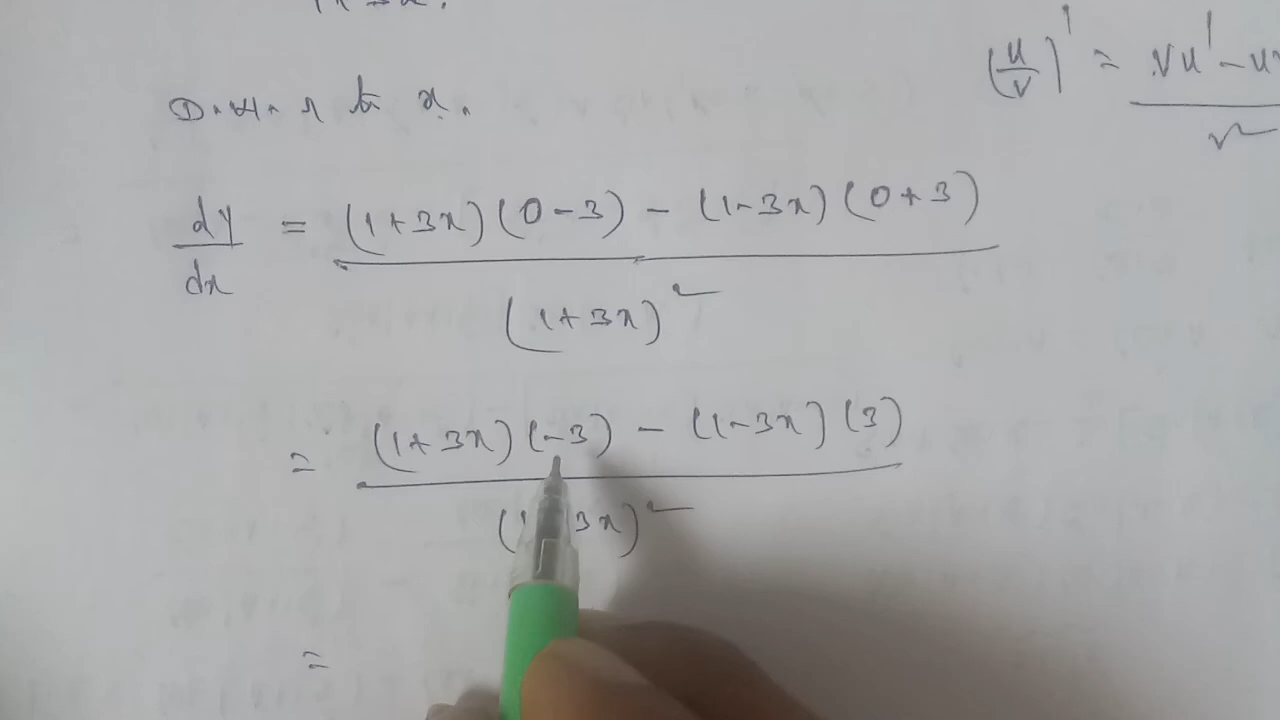 D. w. r to x.
(u/v)' = vu' - u
dy/dx = (1+3x)(0-3) - (1-3x)(0+3) / (1+3x)²
= (1+3x)(-3) - (1-3x)(3) / (1+3x)²
=